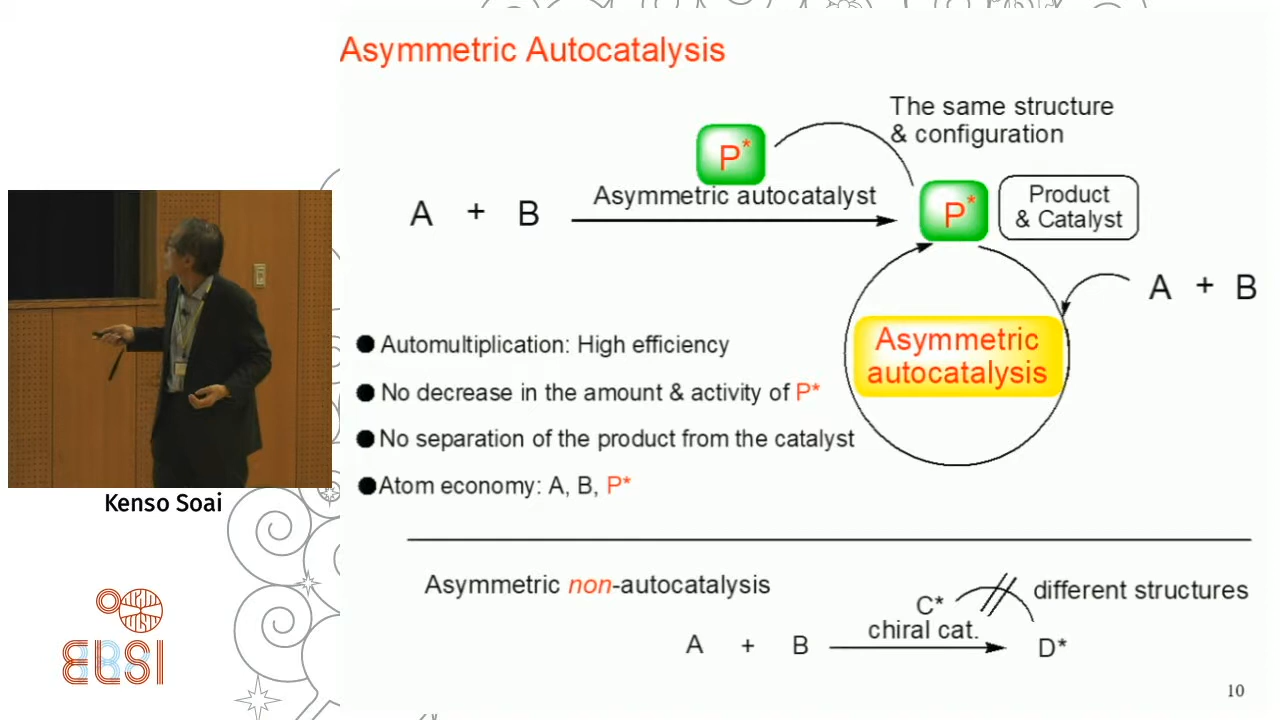 Asymmetric Autocatalysis
The same structure
& configuration
P*
Asymmetric autocatalyst
A + B
P*
Product
& Catalyst
A + B
Asymmetric
autocatalysis
● Automultiplication: High efficiency
● No decrease in the amount & activity of P*
● No separation of the product from the catalyst
● Atom economy: A, B, P*
Kenso Soai
Asymmetric non-autocatalysis
C*
different structures
chiral cat.
A + B
D*
ELSI
10